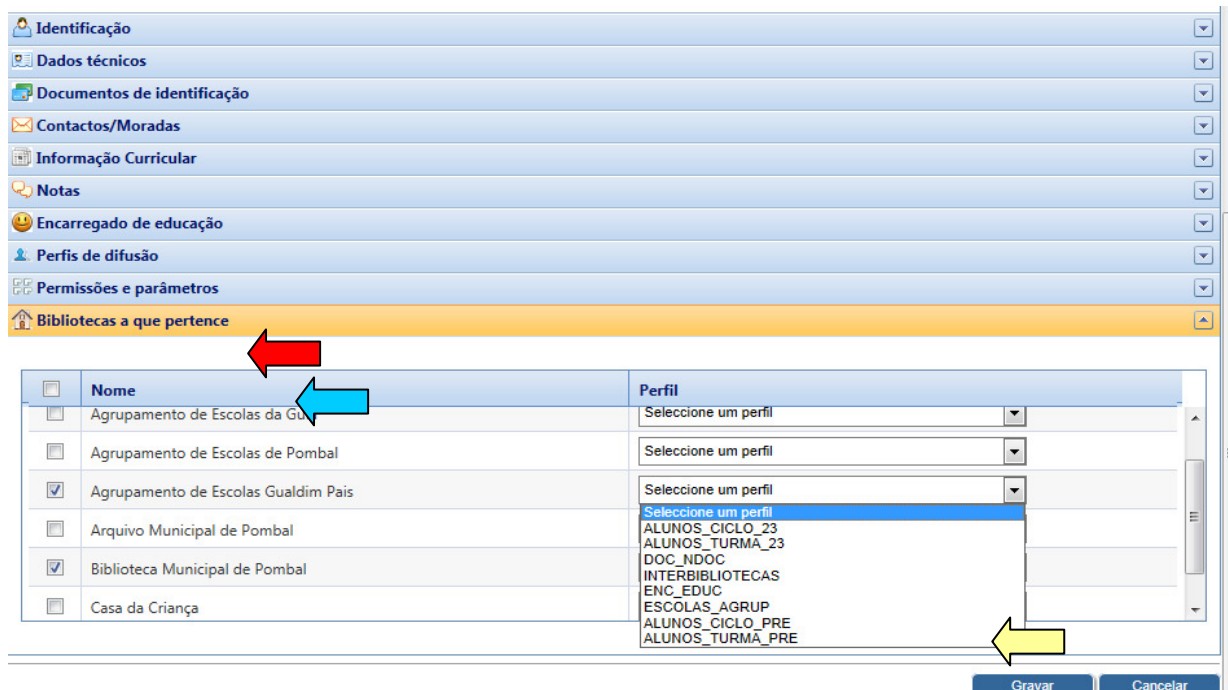 Identificação
Dados técnicos
Documentos de identificação
Contactos/Moradas
Informação Curricular
Notas
Encarregado de educação
Perfis de difusão
Permissões e parâmetros
Bibliotecas a que pertence
Nome Perfil
Agrupamento de Escolas da Seleccione um perfil
Agrupamento de Escolas de Pombal Seleccione um perfil
Agrupamento de Escolas Gualdim Pais Seleccione um perfil
Seleccione um perfil
ALUNOS_CICLO_23
Arquivo Municipal de Pombal
ALUNOS_TURMA_23
DOC_NDOC
Biblioteca Municipal de Pombal
INTERBIBLIOTECAS
ENC_EDUC
Casa da Criança
ESCOLAS_AGRUP
ALUNOS_CICLO_PRE
ALUNOS_TURMA_PRE
Gravar Cancelar